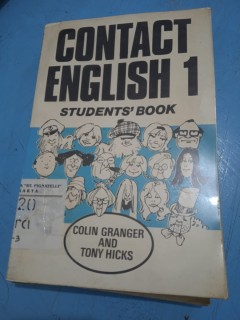 CONTACT
ENGLISH 1
STUDENTS' BOOK
COLIN GRANGER
AND
TONY HICKS